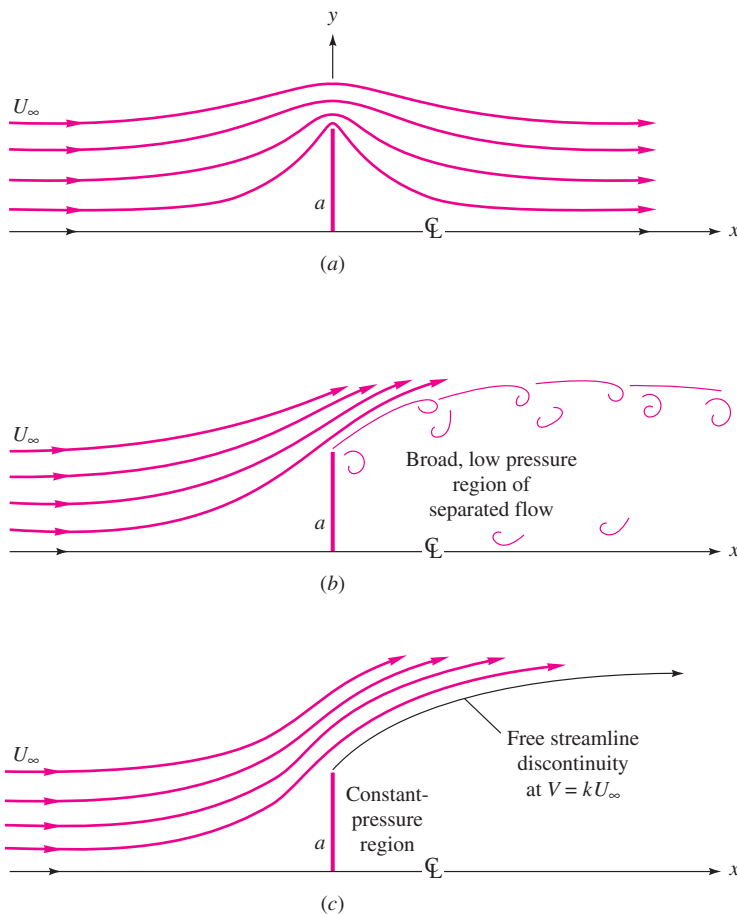 y
U∞
a
℄
x
(a)
U∞
Broad, low pressure
region of
separated flow
a
℄
x
(b)
U∞
Free streamline
discontinuity
at V = kU∞
Constant-
pressure
region
a
℄
x
(c)